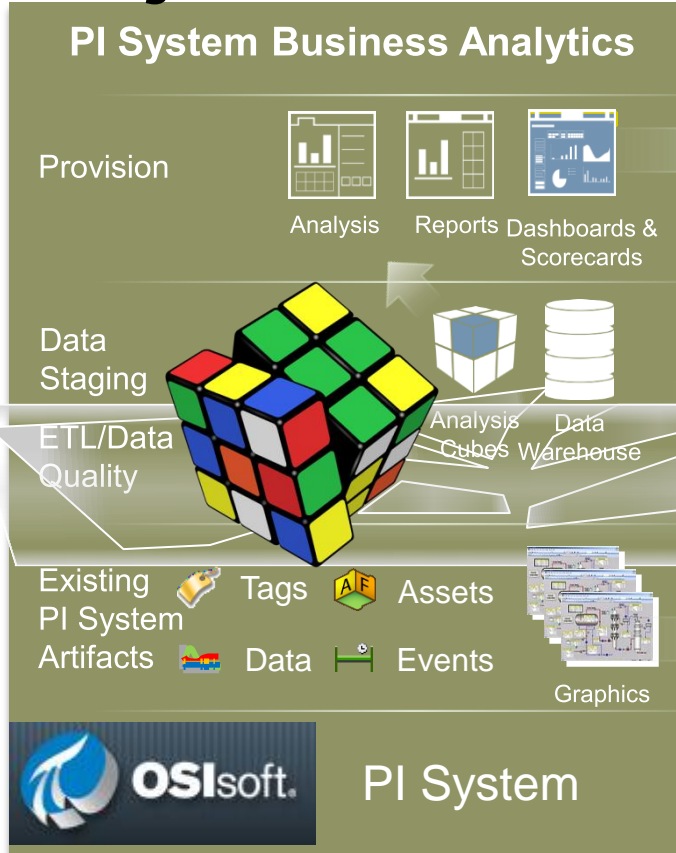 PI System Business Analytics
Provision
Analysis
Reports
Dashboards &
Scorecards
Data
Staging
Analysis
Cubes
Data
Warehouse
ETL/Data
Quality
Existing
PI System
Artifacts
Tags
A F
Assets
Data
Events
Graphics
OSIsoft.
PI System